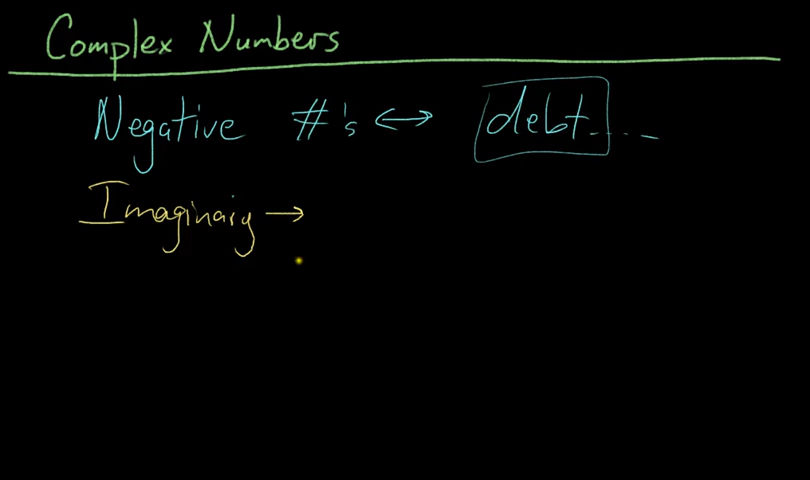 Complex Numbers
Negative #'s ↔ debt....
Imaginary →